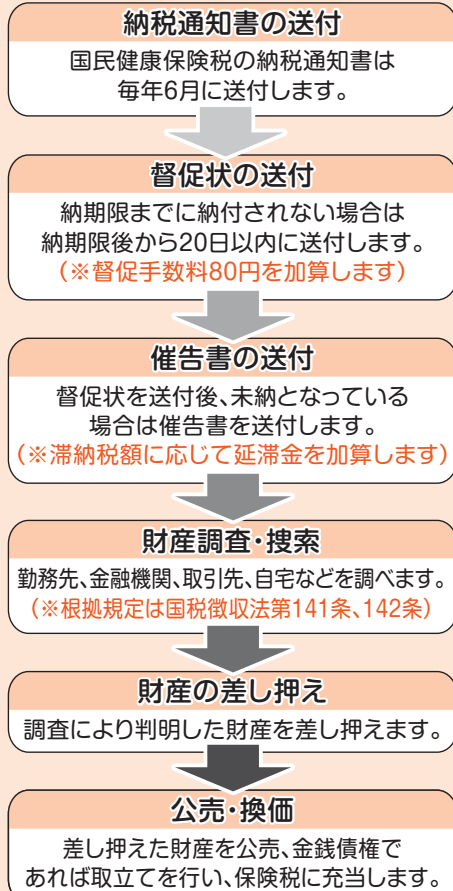 納税通知書の送付
国民健康保険税の納税通知書は
毎年6月に送付します。
督促状の送付
納期限までに納付されない場合は
納期限後から20日以内に送付します。
（※督促手数料80円を加算します）
催告書の送付
督促状を送付後、未納となっている
場合は催告書を送付します。
（※滞納税額に応じて延滞金を加算します）
財産調査・捜索
勤務先、金融機関、取引先、自宅などを調べます。
（※根拠規定は国税徴収法第141条、142条）
財産の差し押え
調査により判明した財産を差し押えます。
公売・換価
差し押えた財産を公売、金銭債権で
あれば取立てを行い、保険税に充当します。